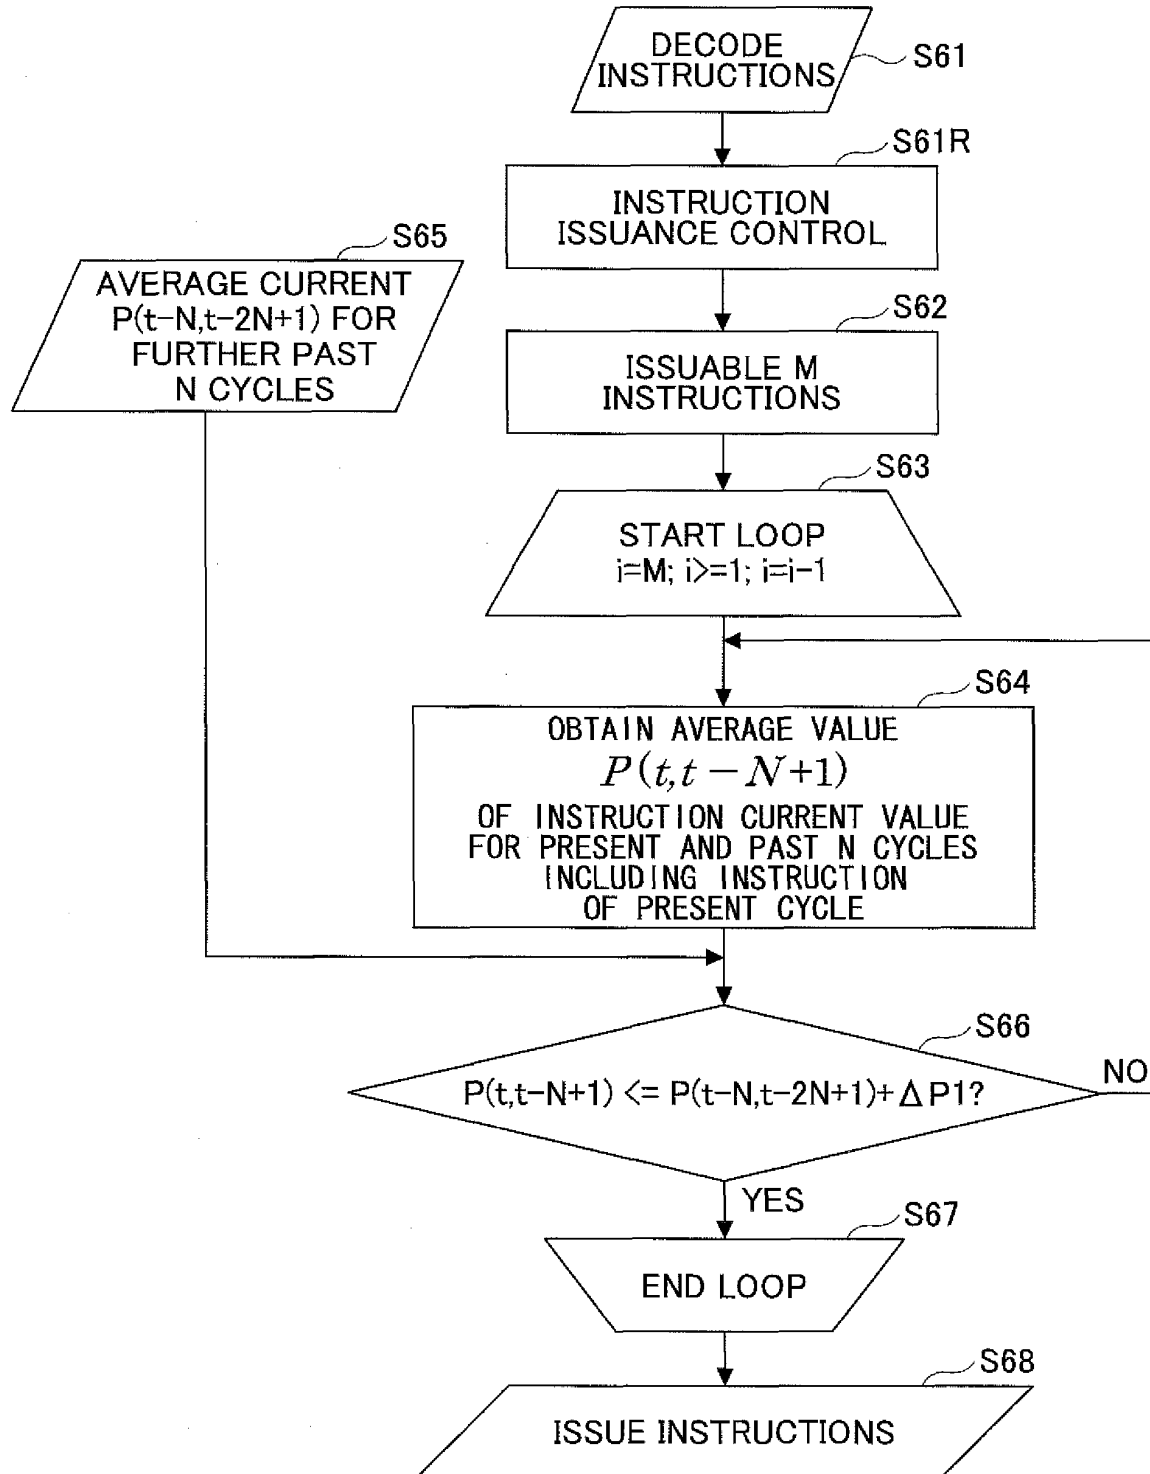 DECODE
INSTRUCTIONS
S61
S61R
INSTRUCTION
ISSUANCE CONTROL
S65
AVERAGE CURRENT
P(t-N,t-2N+1) FOR
FURTHER PAST
N CYCLES
S62
ISSUABLE M
INSTRUCTIONS
S63
START LOOP
i=M; i>=1; i=i-1
S64
OBTAIN AVERAGE VALUE
P(t,t-N+1)
OF INSTRUCTION CURRENT VALUE
FOR PRESENT AND PAST N CYCLES
INCLUDING INSTRUCTION
OF PRESENT CYCLE
S66
P(t,t-N+1) <= P(t-N,t-2N+1)+ΔP1?
NO
YES
S67
END LOOP
S68
ISSUE INSTRUCTIONS